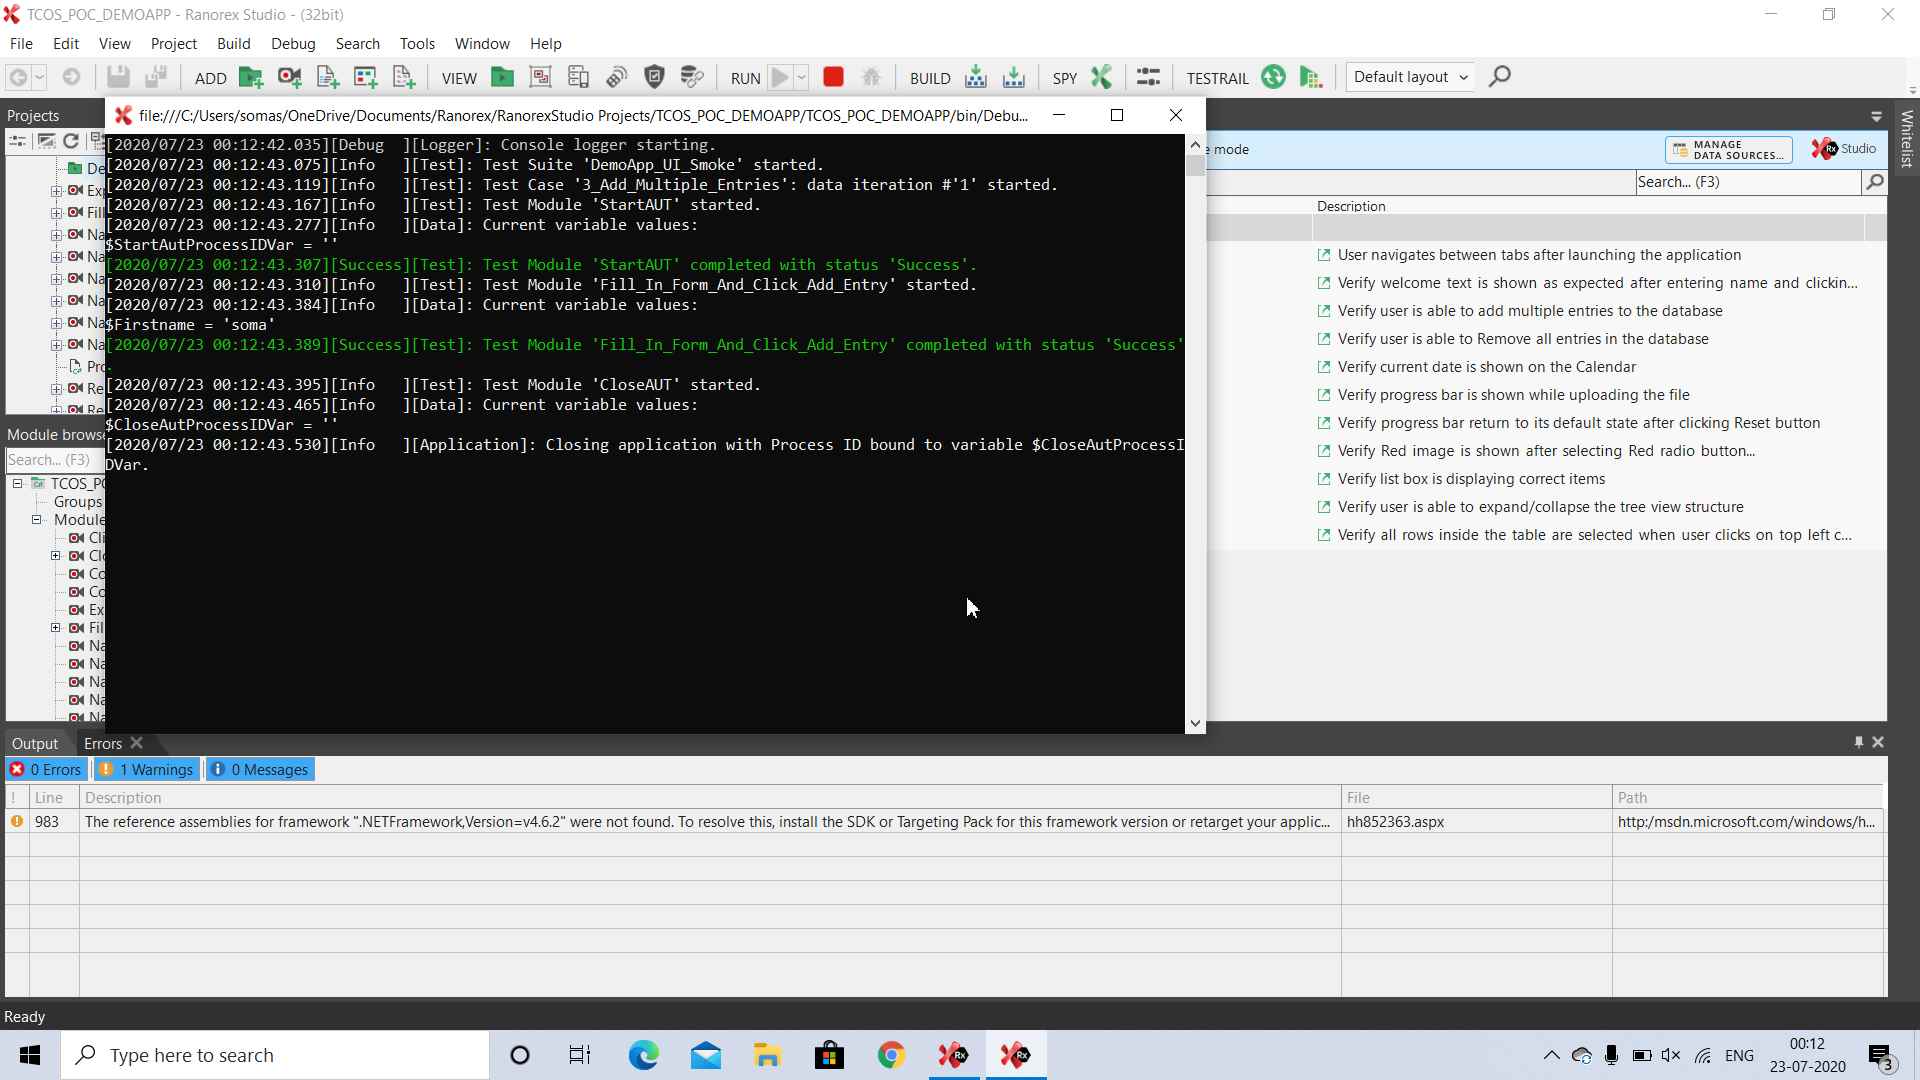 TCOS_POC_DEMOAPP - Ranorex Studio - (32bit)
File Edit View Project Build Debug Search Tools Window Help
ADD VIEW RUN BUILD SPY TESTRAIL Default layout
Projects
file:///C:/Users/somas/OneDrive/Documents/Ranorex/RanorexStudio Projects/TCOS_POC_DEMOAPP/TCOS_POC_DEMOAPP/bin/Debu...
Whitelist
[2020/07/23 00:12:42.035][Debug ][Logger]: Console logger starting.
[2020/07/23 00:12:43.075][Info ][Test]: Test Suite 'DemoApp_UI_Smoke' started.
[2020/07/23 00:12:43.119][Info ][Test]: Test Case '3_Add_Multiple_Entries': data iteration #'1' started.
[2020/07/23 00:12:43.167][Info ][Test]: Test Module 'StartAUT' started.
[2020/07/23 00:12:43.277][Info ][Data]: Current variable values:
$StartAutProcessIDVar = ''
[2020/07/23 00:12:43.307][Success][Test]: Test Module 'StartAUT' completed with status 'Success'.
[2020/07/23 00:12:43.310][Info ][Test]: Test Module 'Fill_In_Form_And_Click_Add_Entry' started.
[2020/07/23 00:12:43.384][Info ][Data]: Current variable values:
$Firstname = 'soma'
[2020/07/23 00:12:43.389][Success][Test]: Test Module 'Fill_In_Form_And_Click_Add_Entry' completed with status 'Success'
.
[2020/07/23 00:12:43.395][Info ][Test]: Test Module 'CloseAUT' started.
[2020/07/23 00:12:43.465][Info ][Data]: Current variable values:
$CloseAutProcessIDVar = ''
[2020/07/23 00:12:43.530][Info ][Application]: Closing application with Process ID bound to variable $CloseAutProcessI
DVar.
e mode
MANAGE
DATA SOURCES...
Rx Studio
Search... (F3)
Description
User navigates between tabs after launching the application
Verify welcome text is shown as expected after entering name and clickin...
Verify user is able to add multiple entries to the database
Verify user is able to Remove all entries in the database
Verify current date is shown on the Calendar
Verify progress bar is shown while uploading the file
Verify progress bar return to its default state after clicking Reset button
Verify Red image is shown after selecting Red radio button...
Verify list box is displaying correct items
Verify user is able to expand/collapse the tree view structure
Verify all rows inside the table are selected when user clicks on top left c...
De
Exp
Fill
Na
Na
Na
Na
Na
Na
Pro
Re
Re
Module browse
Search... (F3)
TCOS_PO
Groups
Module
Cli
Clo
Co
Co
Ex
Fil
Na
Na
Na
Na
Na
Output Errors
0 Errors 1 Warnings 0 Messages
! Line Description File Path
983 The reference assemblies for framework ".NETFramework,Version=v4.6.2" were not found. To resolve this, install the SDK or Targeting Pack for this framework version or retarget your applic... hh852363.aspx http:/msdn.microsoft.com/windows/h...
Ready
Type here to search
Rx Rx
ENG
00:12
23-07-2020
3